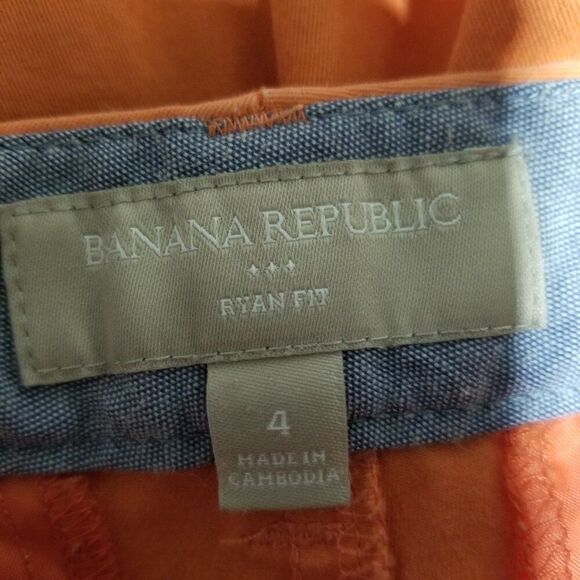 BANANA REPUBLIC
RYAN FIT
4
MADE IN
CAMBODIA